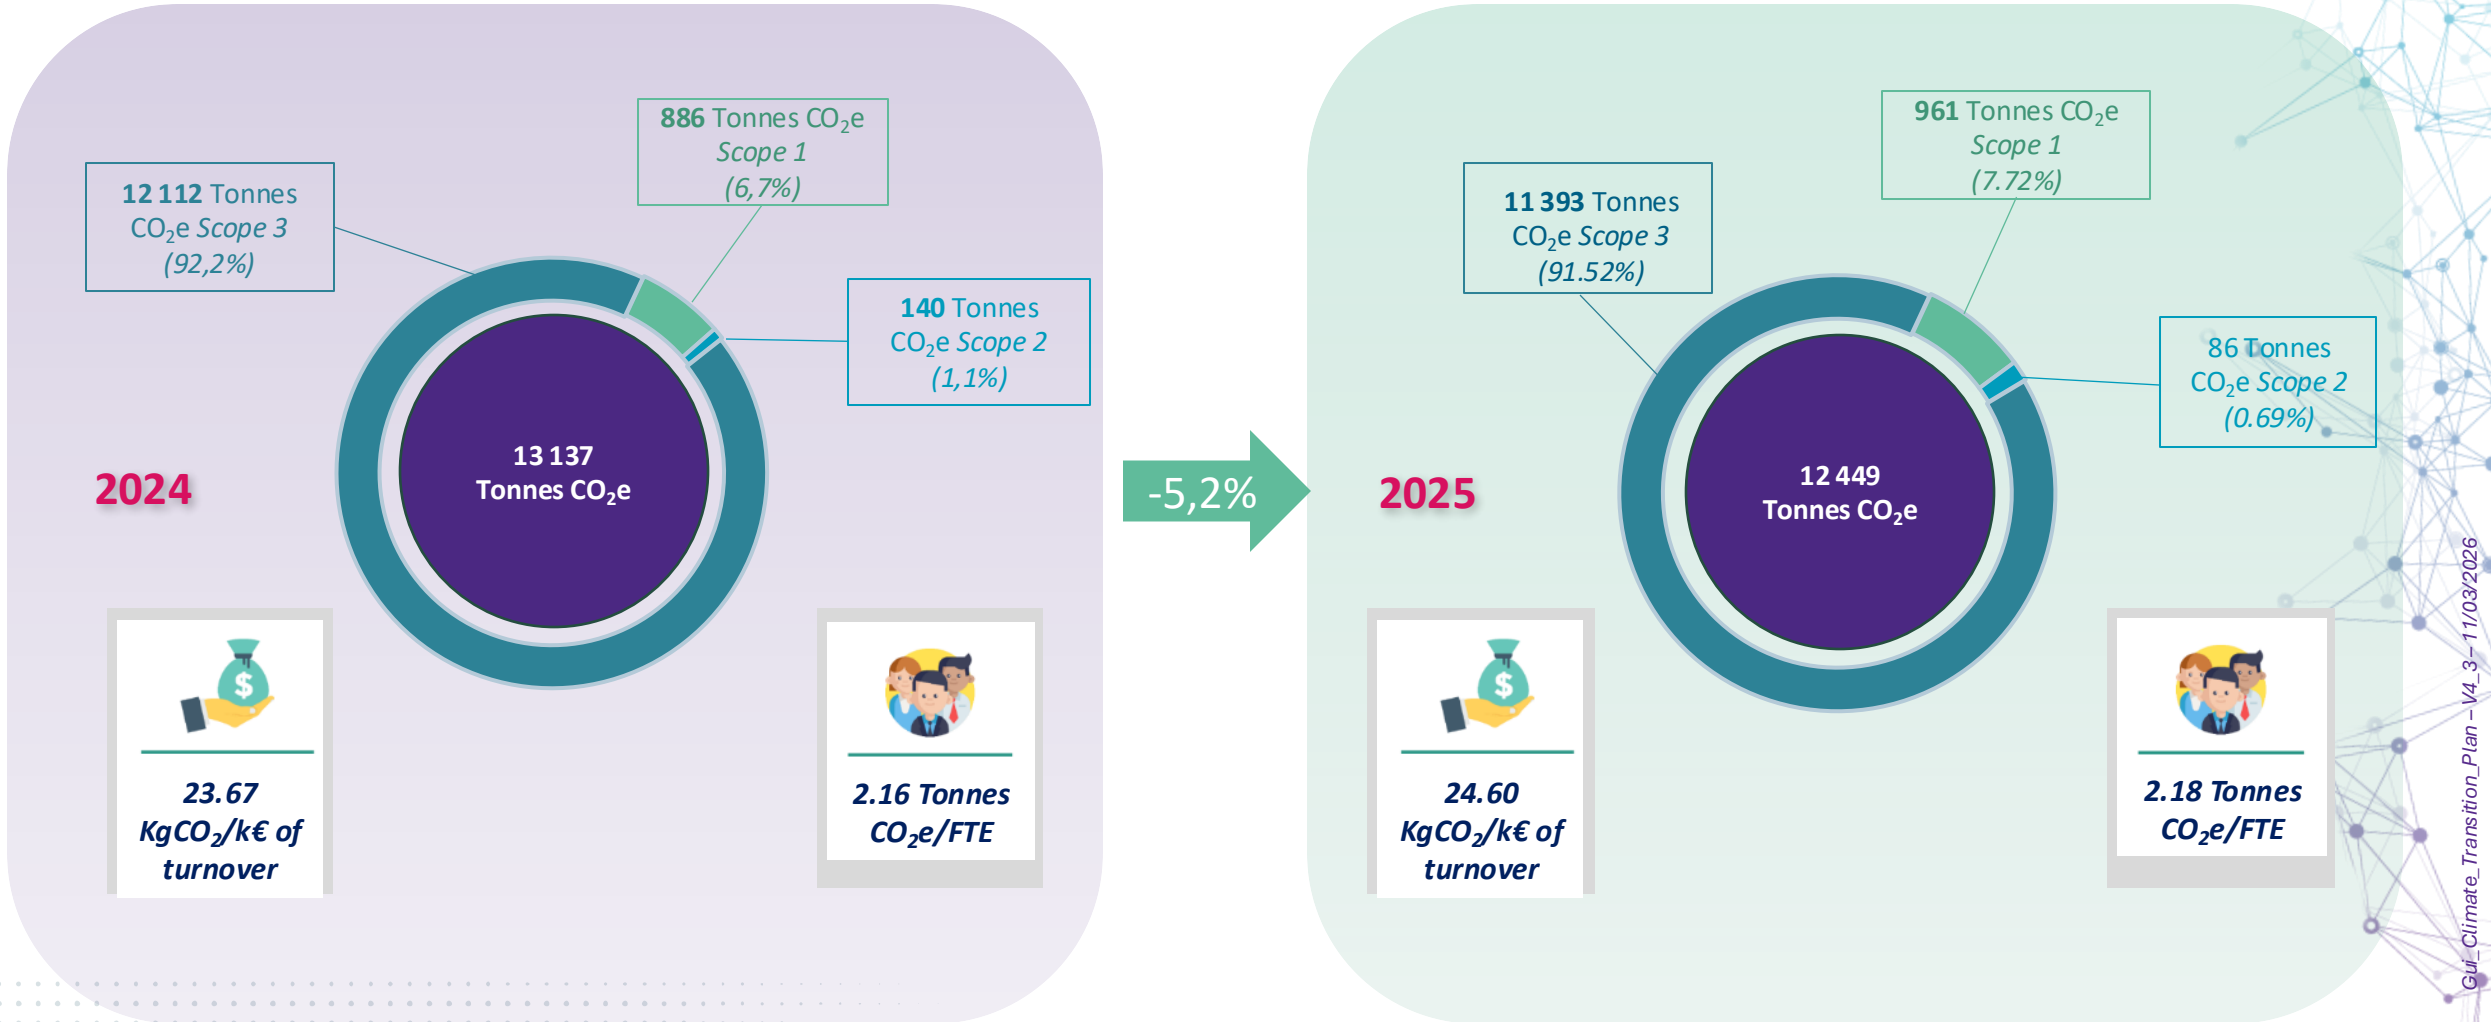 886 Tonnes CO₂e
Scope 1
(6,7%)
12 112 Tonnes
CO₂e Scope 3
(92,2%)
140 Tonnes
CO₂e Scope 2
(1,1%)
13 137
Tonnes CO₂e
2024
23.67
KgCO₂/k€ of
turnover
2.16 Tonnes
CO₂e/FTE
-5,2%
961 Tonnes CO₂e
Scope 1
(7.72%)
11 393 Tonnes
CO₂e Scope 3
(91.52%)
86 Tonnes
CO₂e Scope 2
(0.69%)
12 449
Tonnes CO₂e
2025
24.60
KgCO₂/k€ of
turnover
2.18 Tonnes
CO₂e/FTE
Gui_Climate_Transition_Plan – V4_3 – 11/03/2026